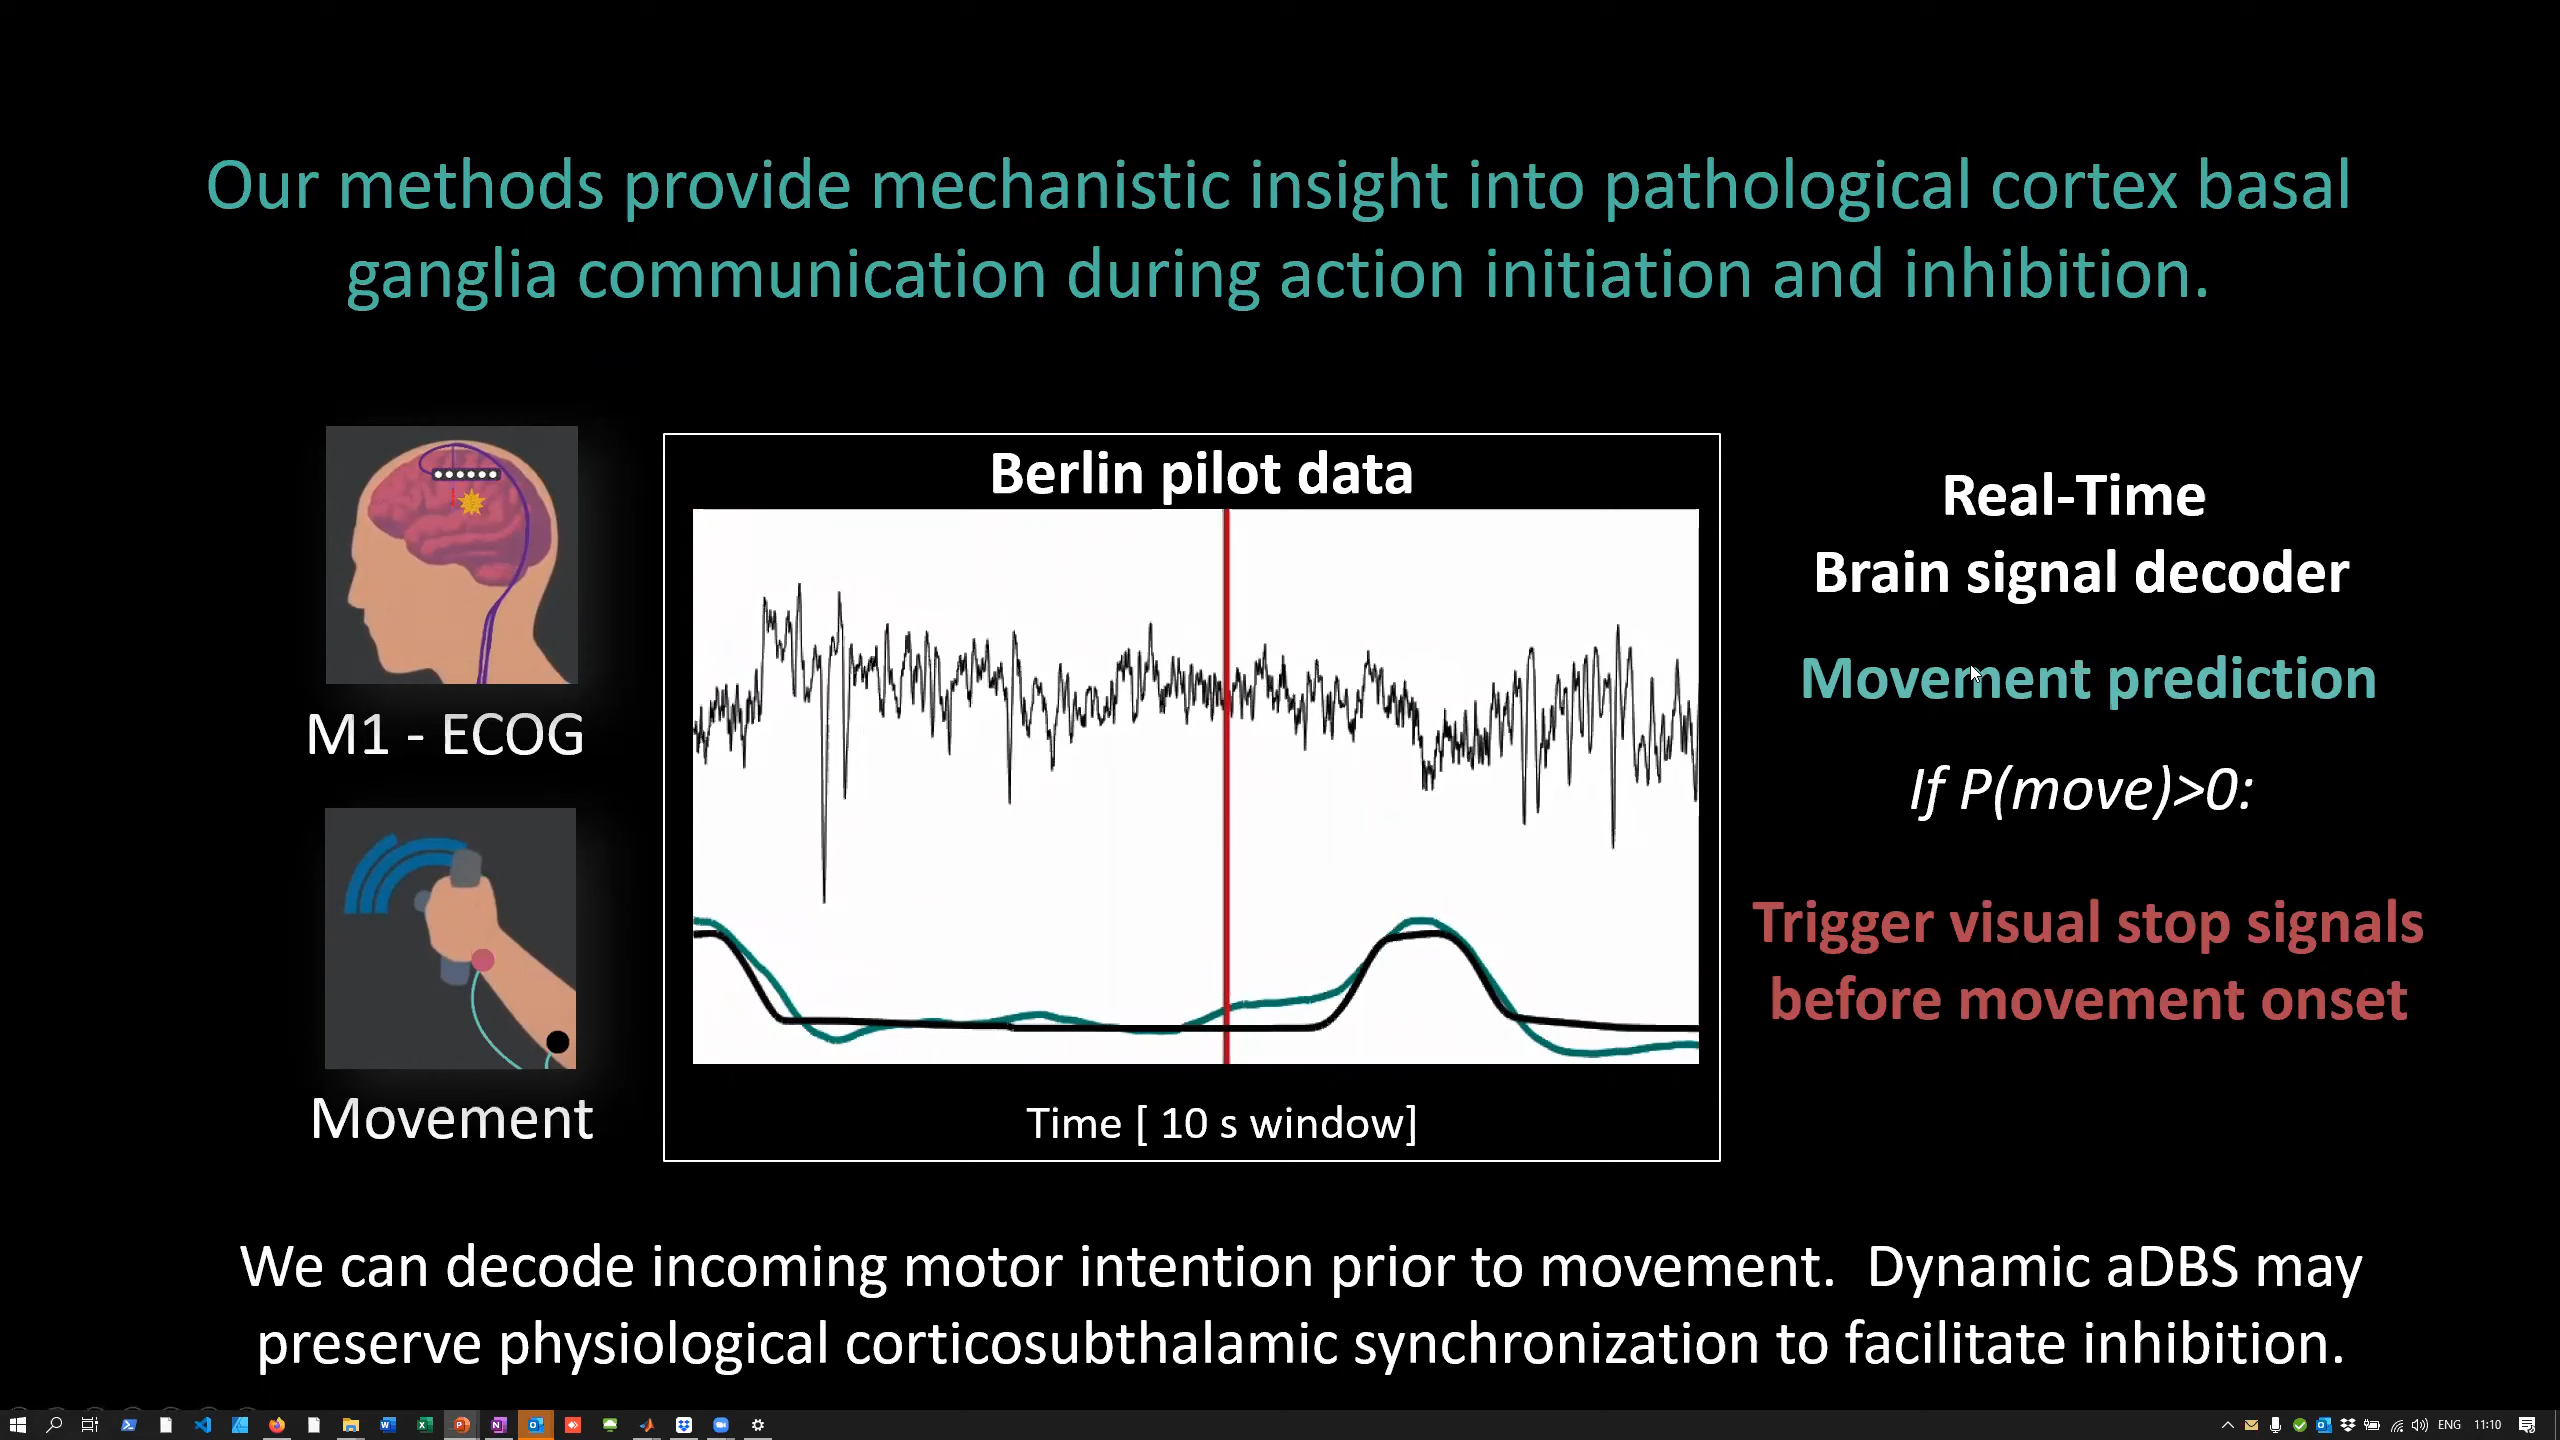 Our methods provide mechanistic insight into pathological cortex basal
ganglia communication during action initiation and inhibition.
Berlin pilot data
Real-Time
Brain signal decoder
Movement prediction
M1 - ECOG
If P(move)>0:
Trigger visual stop signals
before movement onset
Movement
Time [ 10 s window]
We can decode incoming motor intention prior to movement.  Dynamic aDBS may
preserve physiological corticosubthalamic synchronization to facilitate inhibition.
ENG
11:10